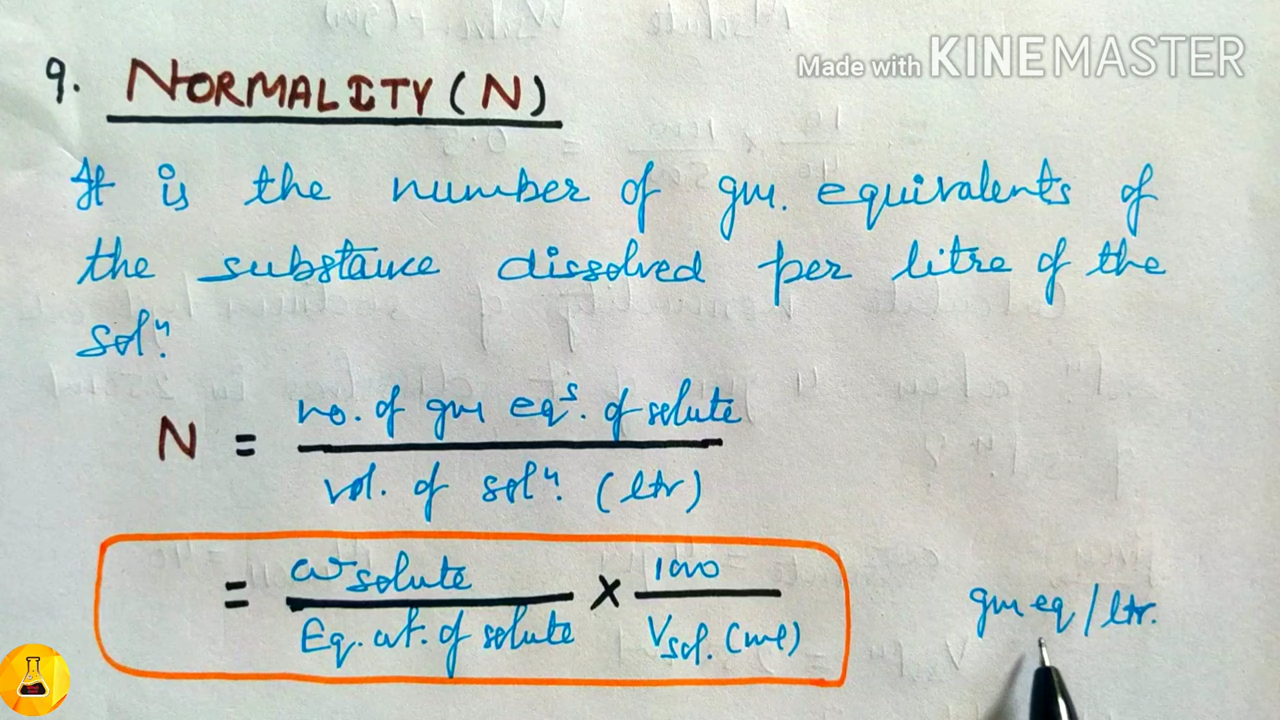 Made with KINEMASTER
9. NORMALITY (N)
It is the number of gm. equivalents of
the substance dissolved per litre of the
solⁿ.
N = no. of gm eqˢ. of solute
vol. of solⁿ. (ltr)
= w solute × 1000
Eq. wt. of solute V sol. (ml)
gm eq / ltr.